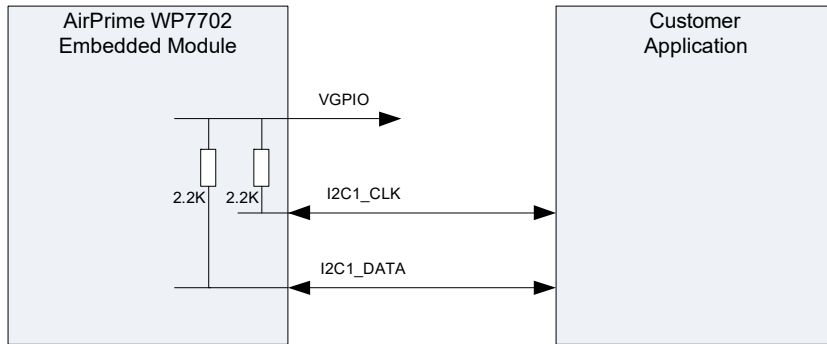 AirPrime WP7702
Embedded Module
Customer
Application
VGPIO
2.2K 2.2K
I2C1_CLK
I2C1_DATA